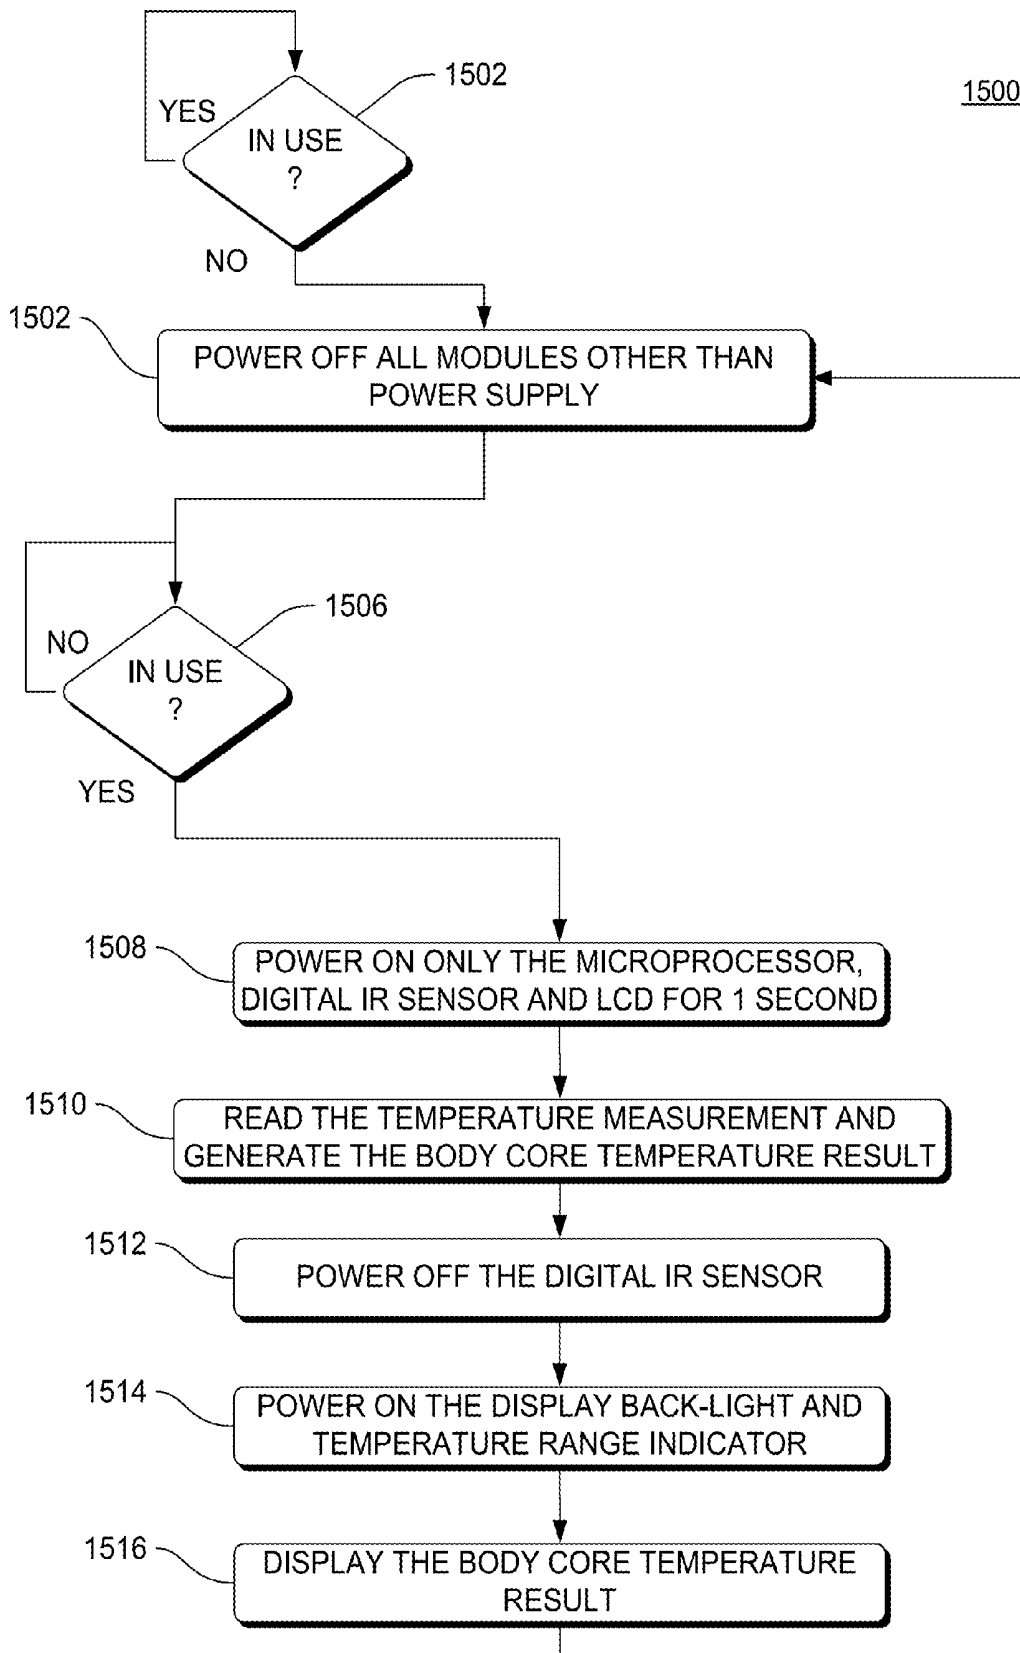 1502
1500
YES
IN USE
?
NO
1502
POWER OFF ALL MODULES OTHER THAN
POWER SUPPLY
1506
NO
IN USE
?
YES
1508
POWER ON ONLY THE MICROPROCESSOR,
DIGITAL IR SENSOR AND LCD FOR 1 SECOND
1510
READ THE TEMPERATURE MEASUREMENT AND
GENERATE THE BODY CORE TEMPERATURE RESULT
1512
POWER OFF THE DIGITAL IR SENSOR
1514
POWER ON THE DISPLAY BACK-LIGHT AND
TEMPERATURE RANGE INDICATOR
1516
DISPLAY THE BODY CORE TEMPERATURE
RESULT